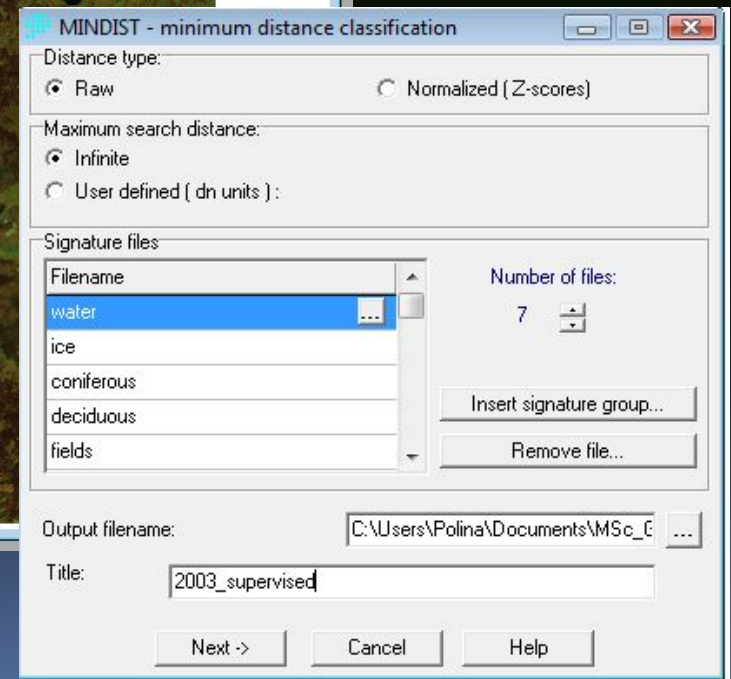 MINDIST - minimum distance classification
Distance type:
Raw Normalized ( Z-scores)
Maximum search distance:
Infinite
User defined ( dn units ) :
Signature files
Filename
Number of files:
water ...
7
ice
coniferous
deciduous
Insert signature group...
fields
Remove file...
Output filename: C:\Users\Polina\Documents\MSc_ ...
Title: 2003_supervised
Next -> Cancel Help